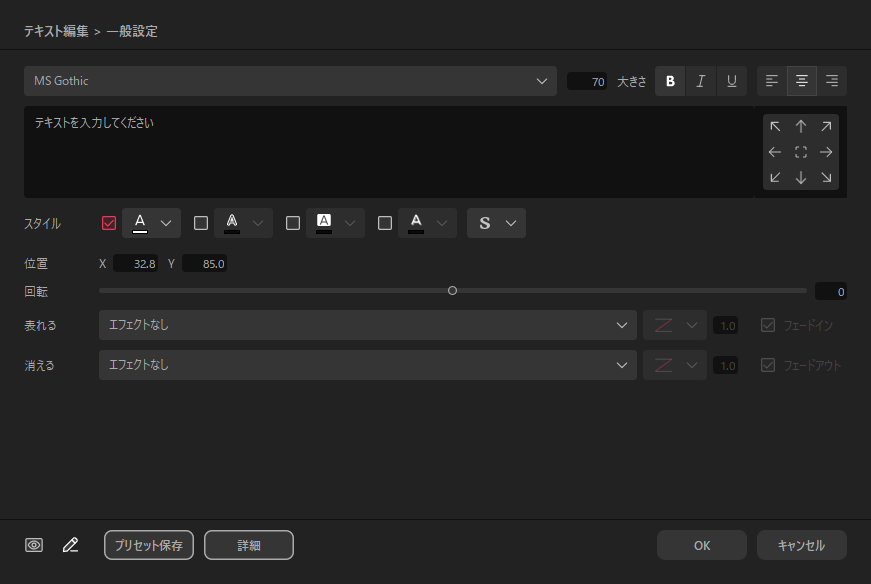 テキスト編集 > 一般設定
MS Gothic
70 大きさ B I U
テキストを入力してください
スタイル A A A A S
位置 X 32.8 Y 85.0
回転 0
表れる エフェクトなし 1.0 フェードイン
消える エフェクトなし 1.0 フェードアウト
プリセット保存 詳細 OK キャンセル